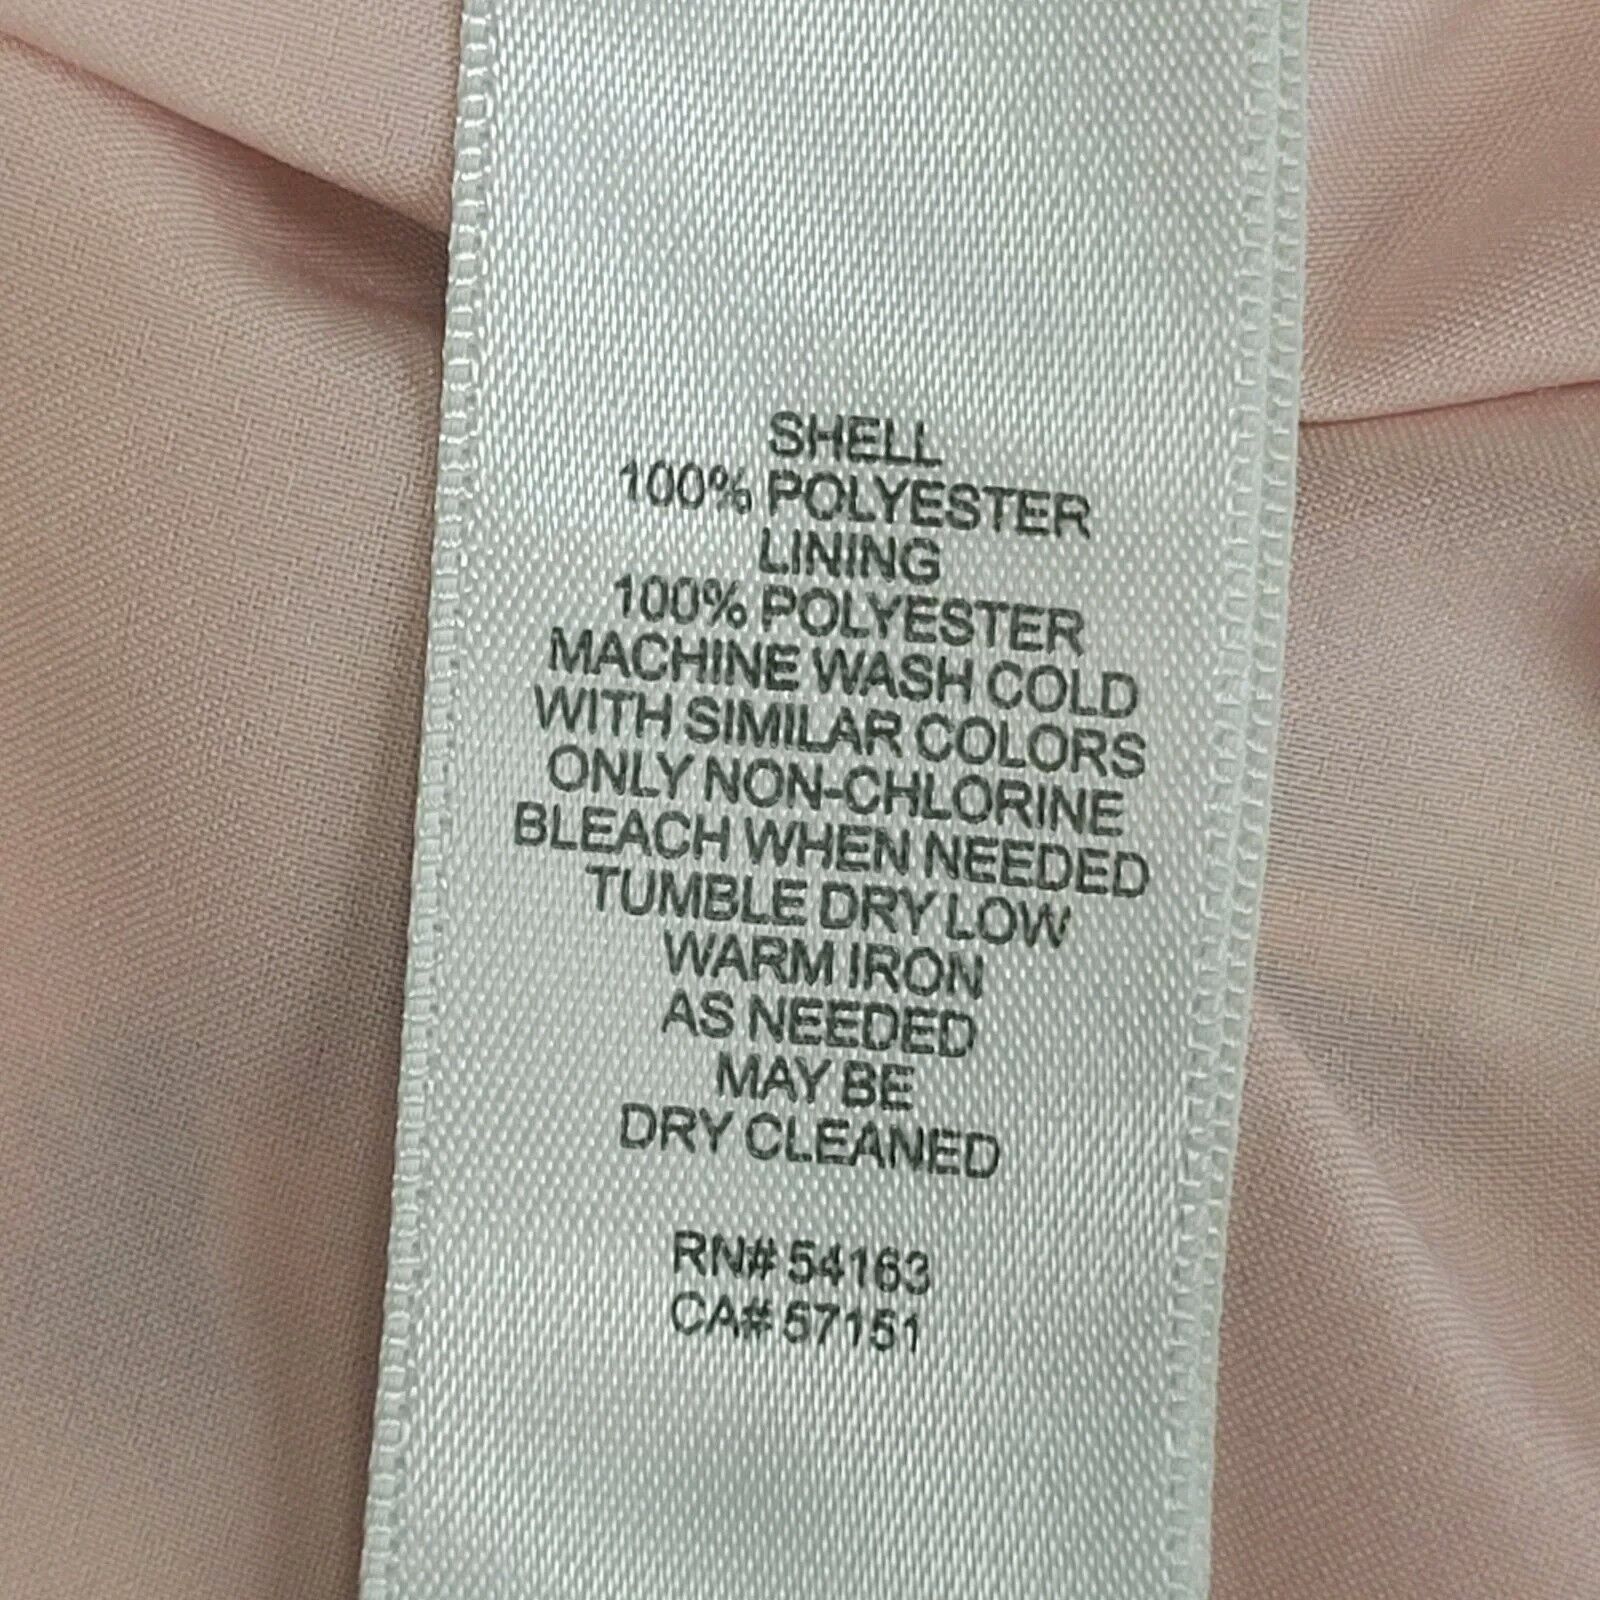 SHELL
100% POLYESTER
LINING
100% POLYESTER
MACHINE WASH COLD
WITH SIMILAR COLORS
ONLY NON-CHLORINE
BLEACH WHEN NEEDED
TUMBLE DRY LOW
WARM IRON
AS NEEDED
MAY BE
DRY CLEANED
RN# 54163
CA# 57151